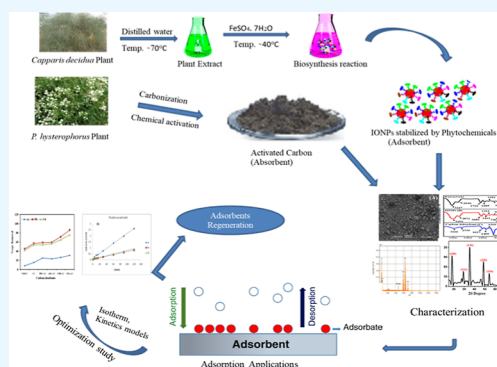 Distilled water
Temp. ~70°C
FeSO₄. 7H₂O
Temp. ~40°C
Capparis decidua Plant
Plant Extract
Biosynthesis reaction
Carbonization
Chemical activation
P. hysterophorus Plant
Activated Carbon
(Absorbent)
IONPs stabilized by Phytochemicals
(Adsorbent)
Adsorbents
Regeneration
Characterization
Isotherm,
Kinetics models
Optimization study
Adsorption
Desorption
Adsorbate
Adsorbent
Adsorption Applications